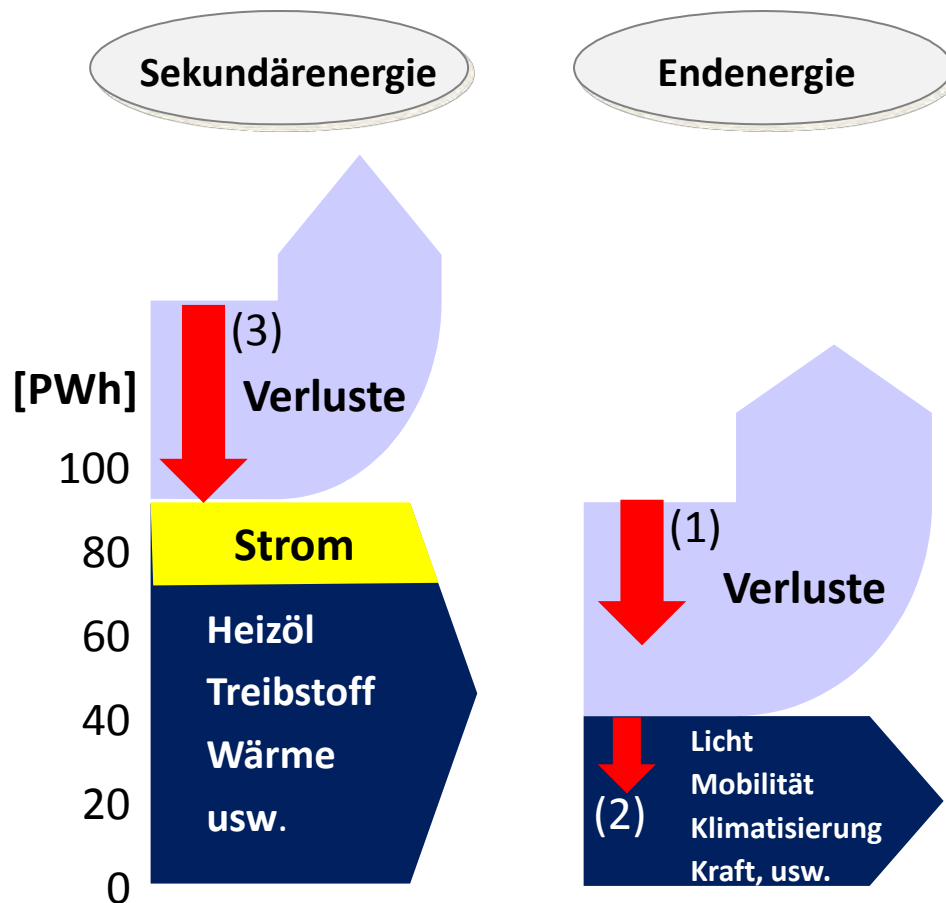 Sekundärenergie
Endenergie
[PWh]
100
80
60
40
20
0
(3)
Verluste
Strom
Heizöl
Treibstoff
Wärme
usw.
(1)
Verluste
(2)
Licht
Mobilität
Klimatisierung
Kraft, usw.